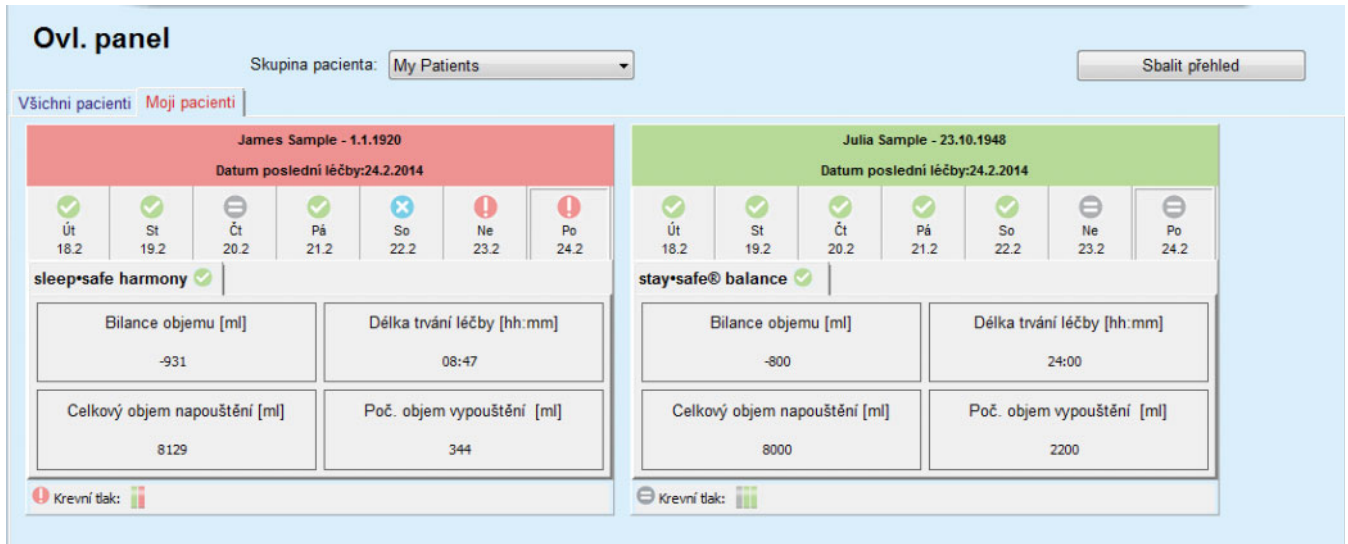 Ovl. panel
Skupina pacienta: My Patients
Sbalit přehled
Všichni pacienti Moji pacienti
James Sample - 1.1.1920
Datum poslední léčby:24.2.2014
Út St Čt Pá So Ne Po
18.2 19.2 20.2 21.2 22.2 23.2 24.2
sleep•safe harmony
Bilance objemu [ml] Délka trvání léčby [hh:mm]
-931 08:47
Celkový objem napouštění [ml] Poč. objem vypouštění [ml]
8129 344
Krevní tlak:
Julia Sample - 23.10.1948
Datum poslední léčby:24.2.2014
Út St Čt Pá So Ne Po
18.2 19.2 20.2 21.2 22.2 23.2 24.2
stay•safe® balance
Bilance objemu [ml] Délka trvání léčby [hh:mm]
-800 24:00
Celkový objem napouštění [ml] Poč. objem vypouštění [ml]
8000 2200
Krevní tlak: